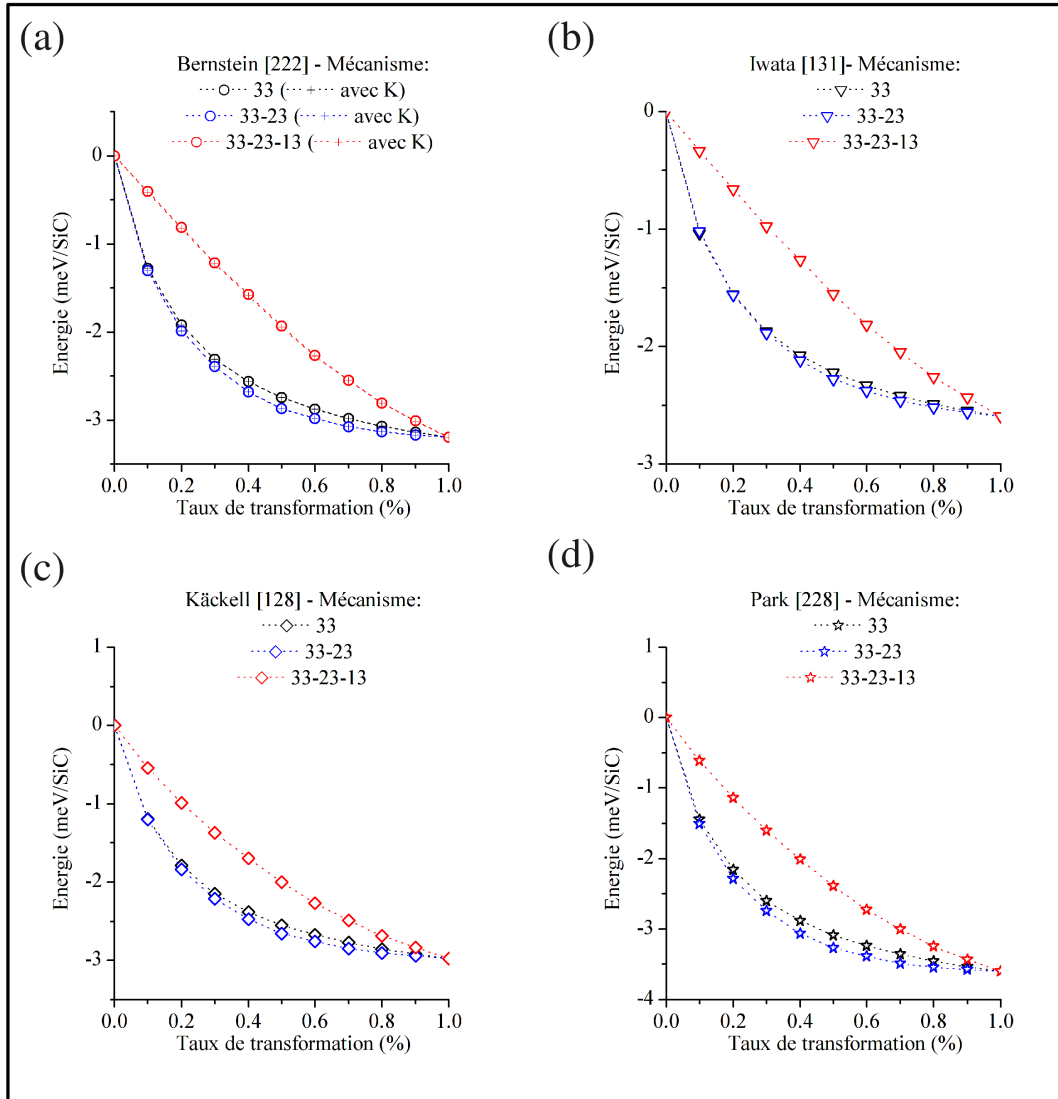 (a)
Bernstein [222] - Mécanisme:
33 ( avec K)
33-23 ( avec K)
33-23-13 ( avec K)
0
-1
-2
-3
Energie (meV/SiC)
0.0 0.2 0.4 0.6 0.8 1.0
Taux de transformation (%)
(b)
Iwata [131]- Mécanisme:
33
33-23
33-23-13
0
-1
-2
-3
Energie (meV/SiC)
0.0 0.2 0.4 0.6 0.8 1.0
Taux de transformation (%)
(c)
Käckell [128] - Mécanisme:
33
33-23
33-23-13
1
0
-1
-2
-3
Energie (meV/SiC)
0.0 0.2 0.4 0.6 0.8 1.0
Taux de transformation (%)
(d)
Park [228] - Mécanisme:
33
33-23
33-23-13
1
0
-1
-2
-3
-4
Energie (meV/SiC)
0.0 0.2 0.4 0.6 0.8 1.0
Taux de transformation (%)